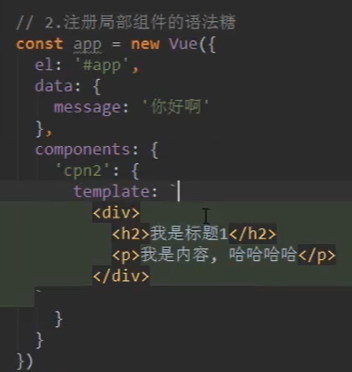 // 2.注册局部组件的语法糖
const app = new Vue({
  el: '#app',
  data: {
    message: '你好啊'
  },
  components: {
    'cpn2': {
      template: `
        <div>
          <h2>我是标题1</h2>
          <p>我是内容, 哈哈哈哈</p>
        </div>
  `
    }
  }
})